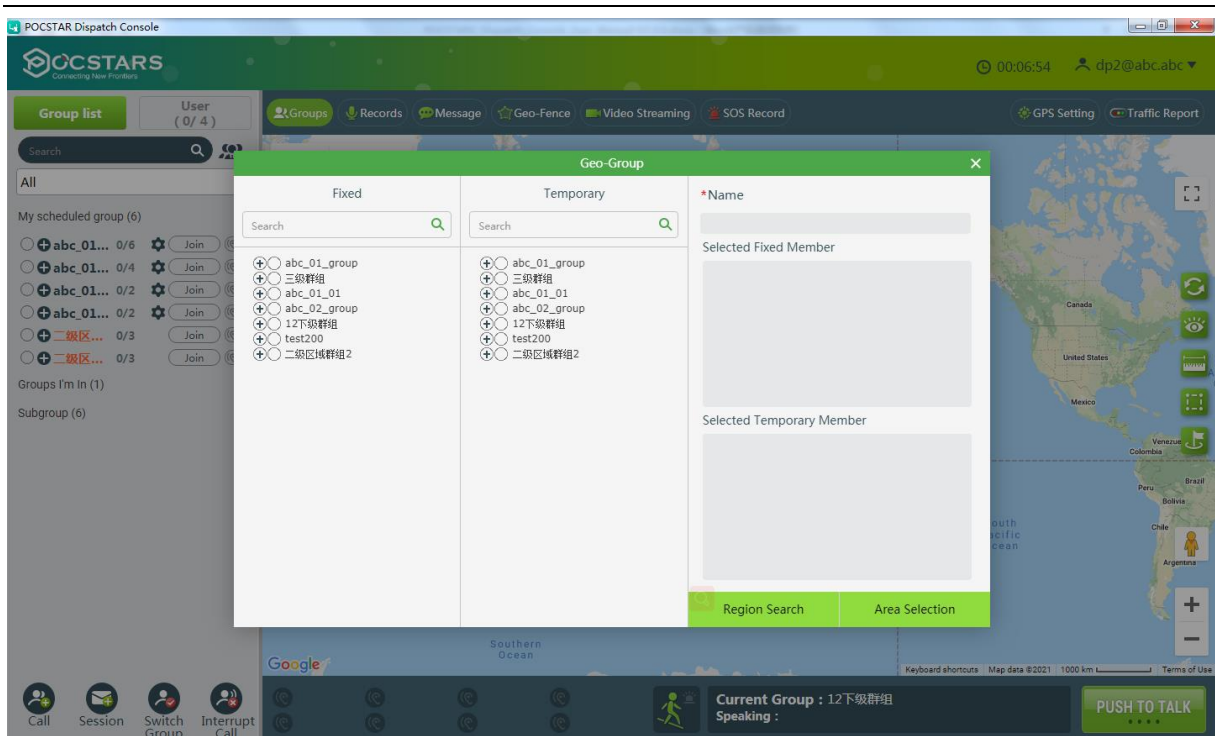 POCSTAR Dispatch Console
POCSTARS
Connecting New Frontiers
00:06:54
dp2@abc.abc
Group list
User
( 0/ 4 )
Groups
Records
Message
Geo-Fence
Video Streaming
SOS Record
GPS Setting
Traffic Report
Search
All
My scheduled group (6)
abc_01... 0/6 Join
abc_01... 0/4 Join
abc_01... 0/2 Join
abc_01... 0/2 Join
二级区... 0/3 Join
二级区... 0/3 Join
Groups I'm In (1)
Subgroup (6)
Geo-Group
Fixed
Search
abc_01_group
三级群组
abc_01_01
abc_02_group
12下级群组
test200
二级区域群组2
Temporary
Search
abc_01_group
三级群组
abc_01_01
abc_02_group
12下级群组
test200
二级区域群组2
*Name
Selected Fixed Member
Selected Temporary Member
Region Search
Area Selection
Canada
United States
Mexico
Venezue
Colombia
Peru
Brazil
Bolivia
Chile
Argentina
outh
acific
cean
Southern
Ocean
Google
Keyboard shortcuts
Map data ©2021
1000 km
Terms of Use
Call
Session
Switch
Group
Interrupt
Call
Current Group : 12下级群组
Speaking :
PUSH TO TALK